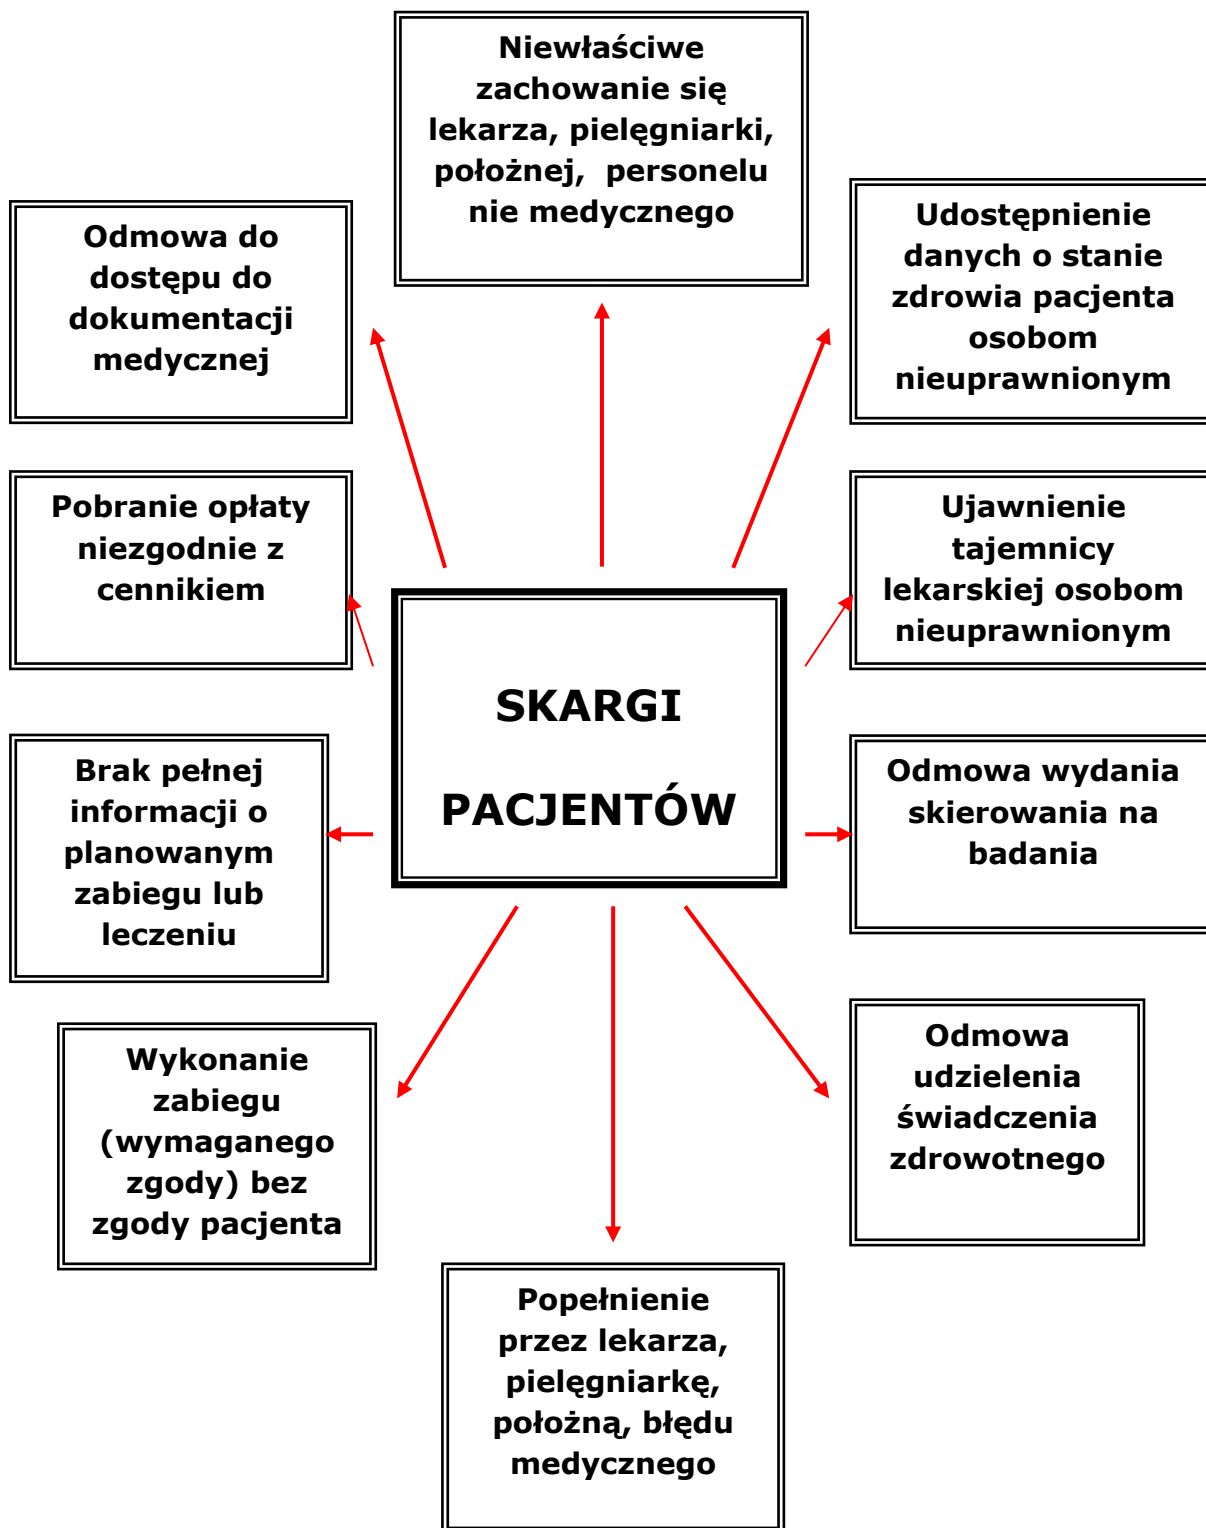 Niewłaściwe
zachowanie się
lekarza, pielęgniarki,
położnej,  personelu
nie medycznego
Odmowa do
dostępu do
dokumentacji
medycznej
Udostępnienie
danych o stanie
zdrowia pacjenta
osobom
nieuprawnionym
Pobranie opłaty
niezgodnie z
cennikiem
Ujawnienie
tajemnicy
lekarskiej osobom
nieuprawnionym
SKARGI
PACJENTÓW
Brak pełnej
informacji o
planowanym
zabiegu lub
leczeniu
Odmowa wydania
skierowania na
badania
Wykonanie
zabiegu
(wymaganego
zgody) bez
zgody pacjenta
Odmowa
udzielenia
świadczenia
zdrowotnego
Popełnienie
przez lekarza,
pielęgniarkę,
położną, błędu
medycznego